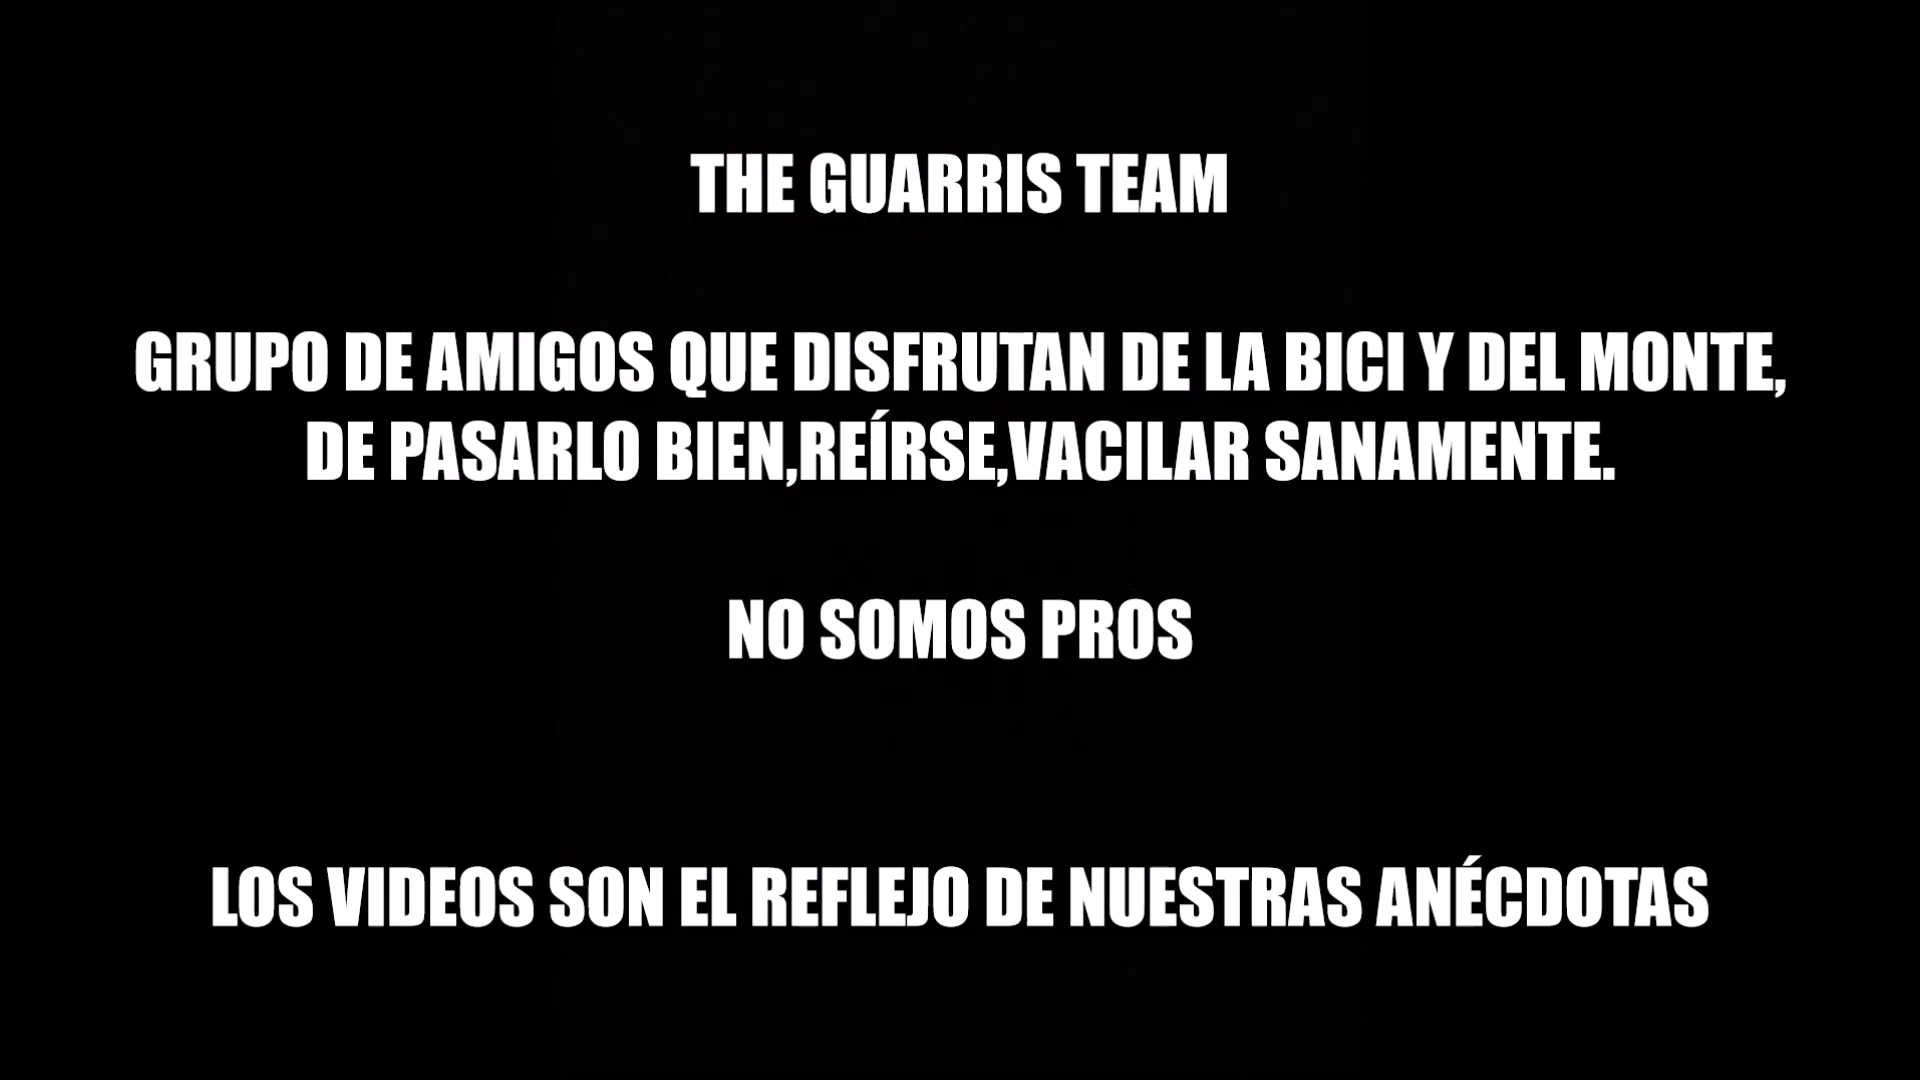 THE GUARRIS TEAM
GRUPO DE AMIGOS QUE DISFRUTAN DE LA BICI Y DEL MONTE,
DE PASARLO BIEN,REÍRSE,VACILAR SANAMENTE.
NO SOMOS PROS
LOS VIDEOS SON EL REFLEJO DE NUESTRAS ANÉCDOTAS